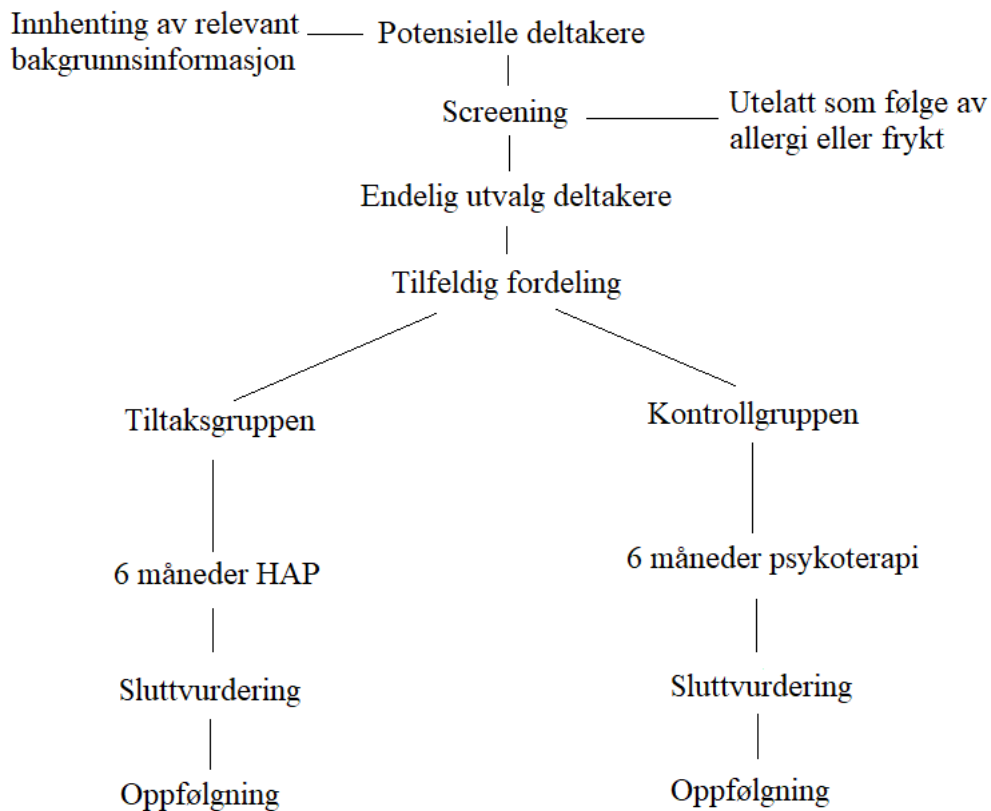 Innhenting av relevant
bakgrunnsinformasjon
Potensielle deltakere
Screening
Utelatt som følge av
allergi eller frykt
Endelig utvalg deltakere
Tilfeldig fordeling
Tiltaksgruppen
Kontrollgruppen
6 måneder HAP
6 måneder psykoterapi
Sluttvurdering
Sluttvurdering
Oppfølgning
Oppfølgning